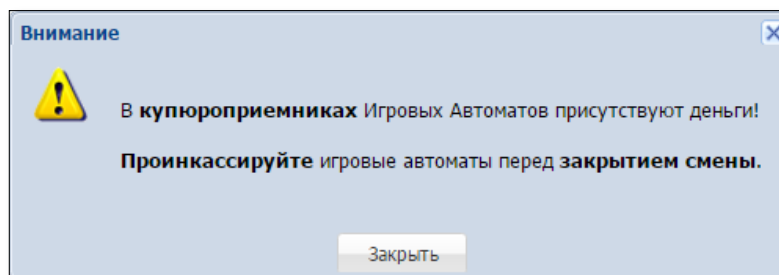 Внимание
В купюроприемниках Игровых Автоматов присутствуют деньги!
Проинкассируйте игровые автоматы перед закрытием смены.
Закрыть